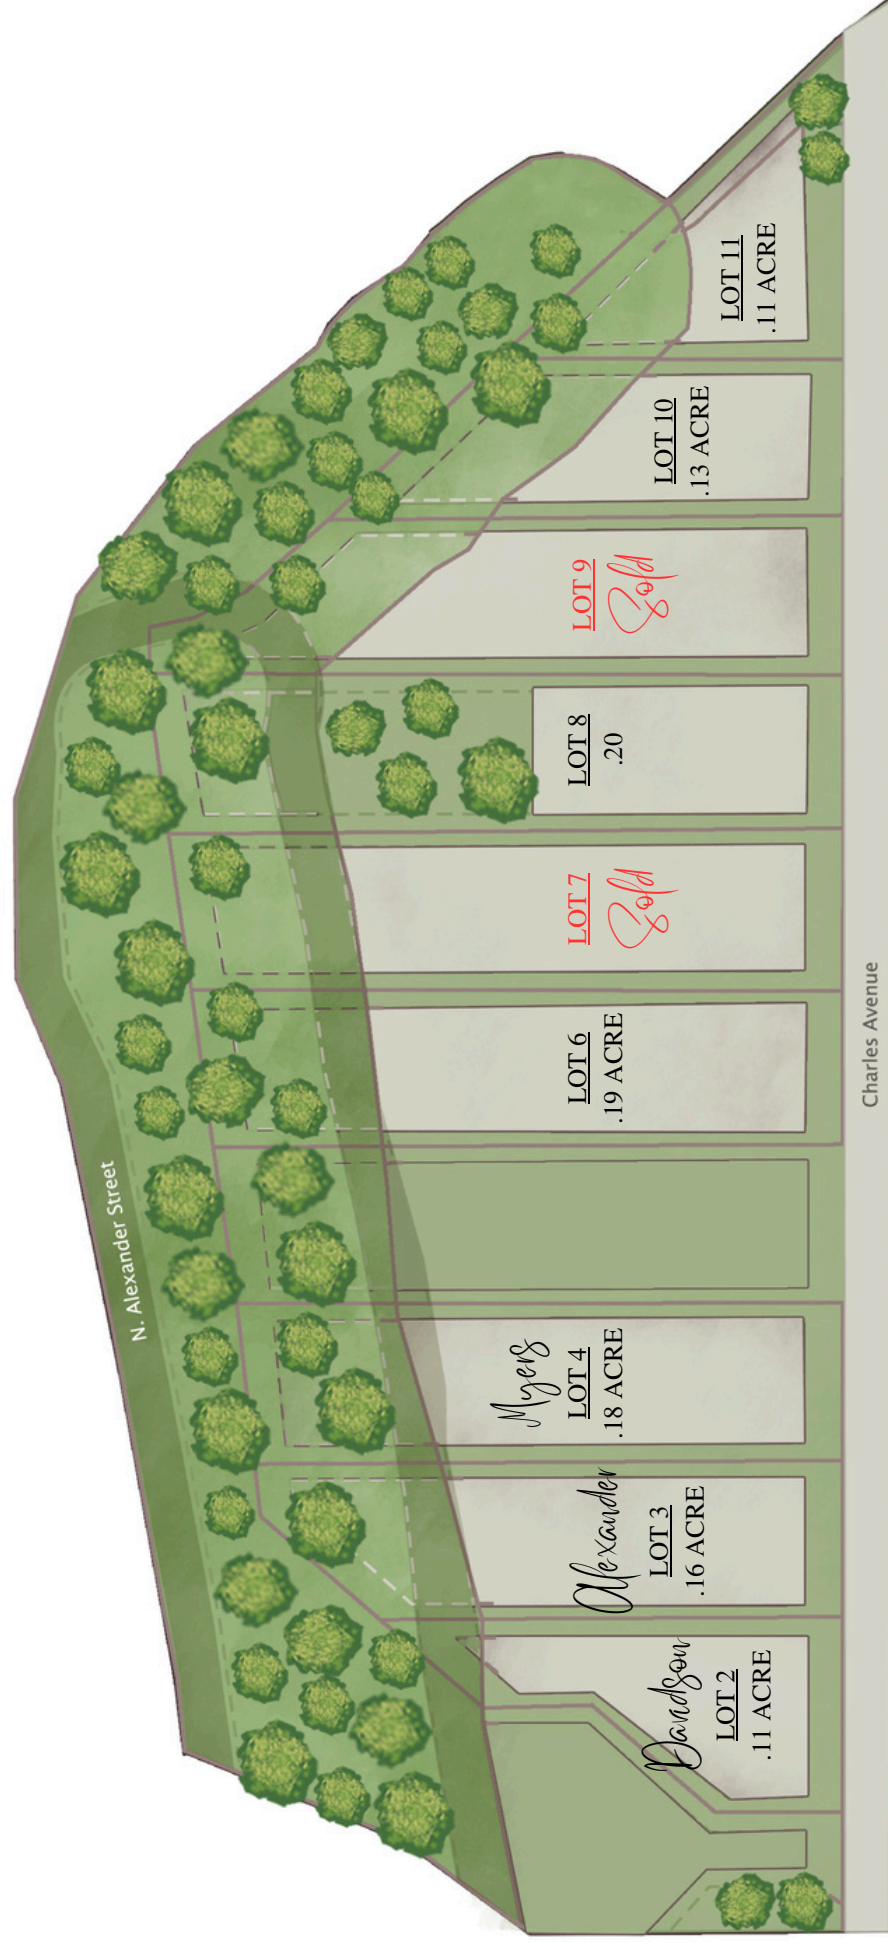 N. Alexander Street
Davidson
LOT 2
.11 ACRE
Alexander
LOT 3
.16 ACRE
Myers
LOT 4
.18 ACRE
LOT 6
.19 ACRE
LOT 7
Sold
LOT 8
.20
LOT 9
Sold
LOT 10
.13 ACRE
LOT 11
.11 ACRE
Charles Avenue